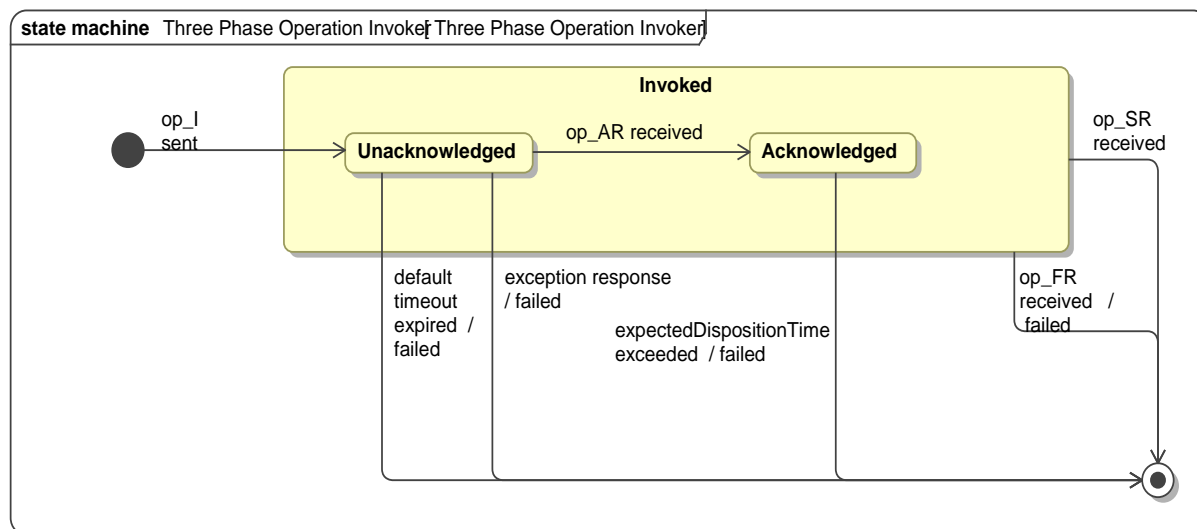 state machine Three Phase Operation Invoker[ Three Phase Operation Invoker]
Invoked
op_I
sent
Unacknowledged
op_AR received
Acknowledged
op_SR
received
default
timeout
expired /
failed
exception response
/ failed
expectedDispositionTime
exceeded / failed
op_FR
received /
failed